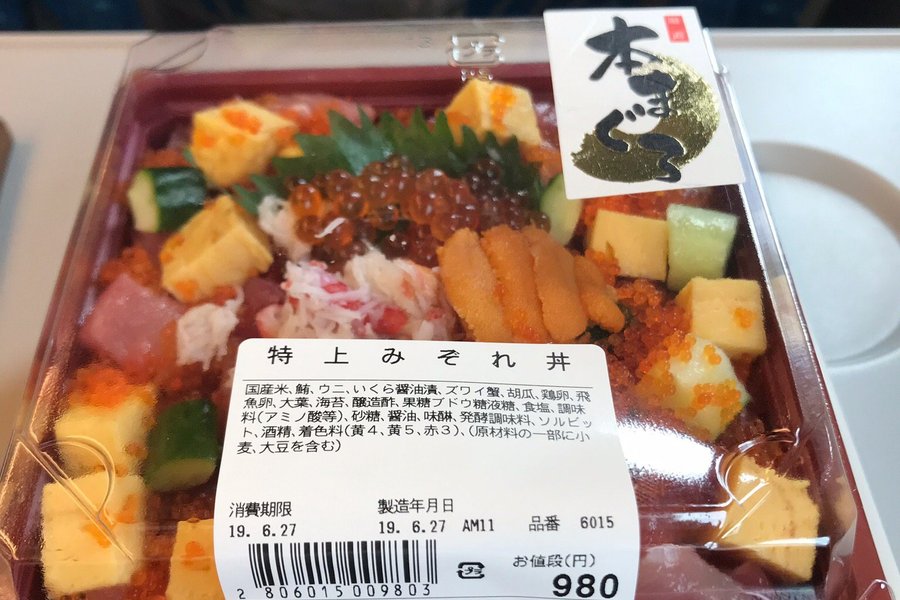 本まぐろ
特上みぞれ丼
国産米、鮪、ウニ、いくら醤油漬、ズワイ蟹、胡瓜、鶏卵、飛
魚卵、大葉、海苔、醸造酢、果糖ブドウ糖液糖、食塩、調味
料(アミノ酸等)、砂糖、醤油、味醂、発酵調味料、ソルビッ
ト、酒精、着色料(黄4、黄5、赤3)、(原材料の一部に小
麦、大豆を含む)
消費期限 製造年月日
19. 6.27 19. 6.27 AM11 品番 6015
お値段(円)
2 806015 009803 980